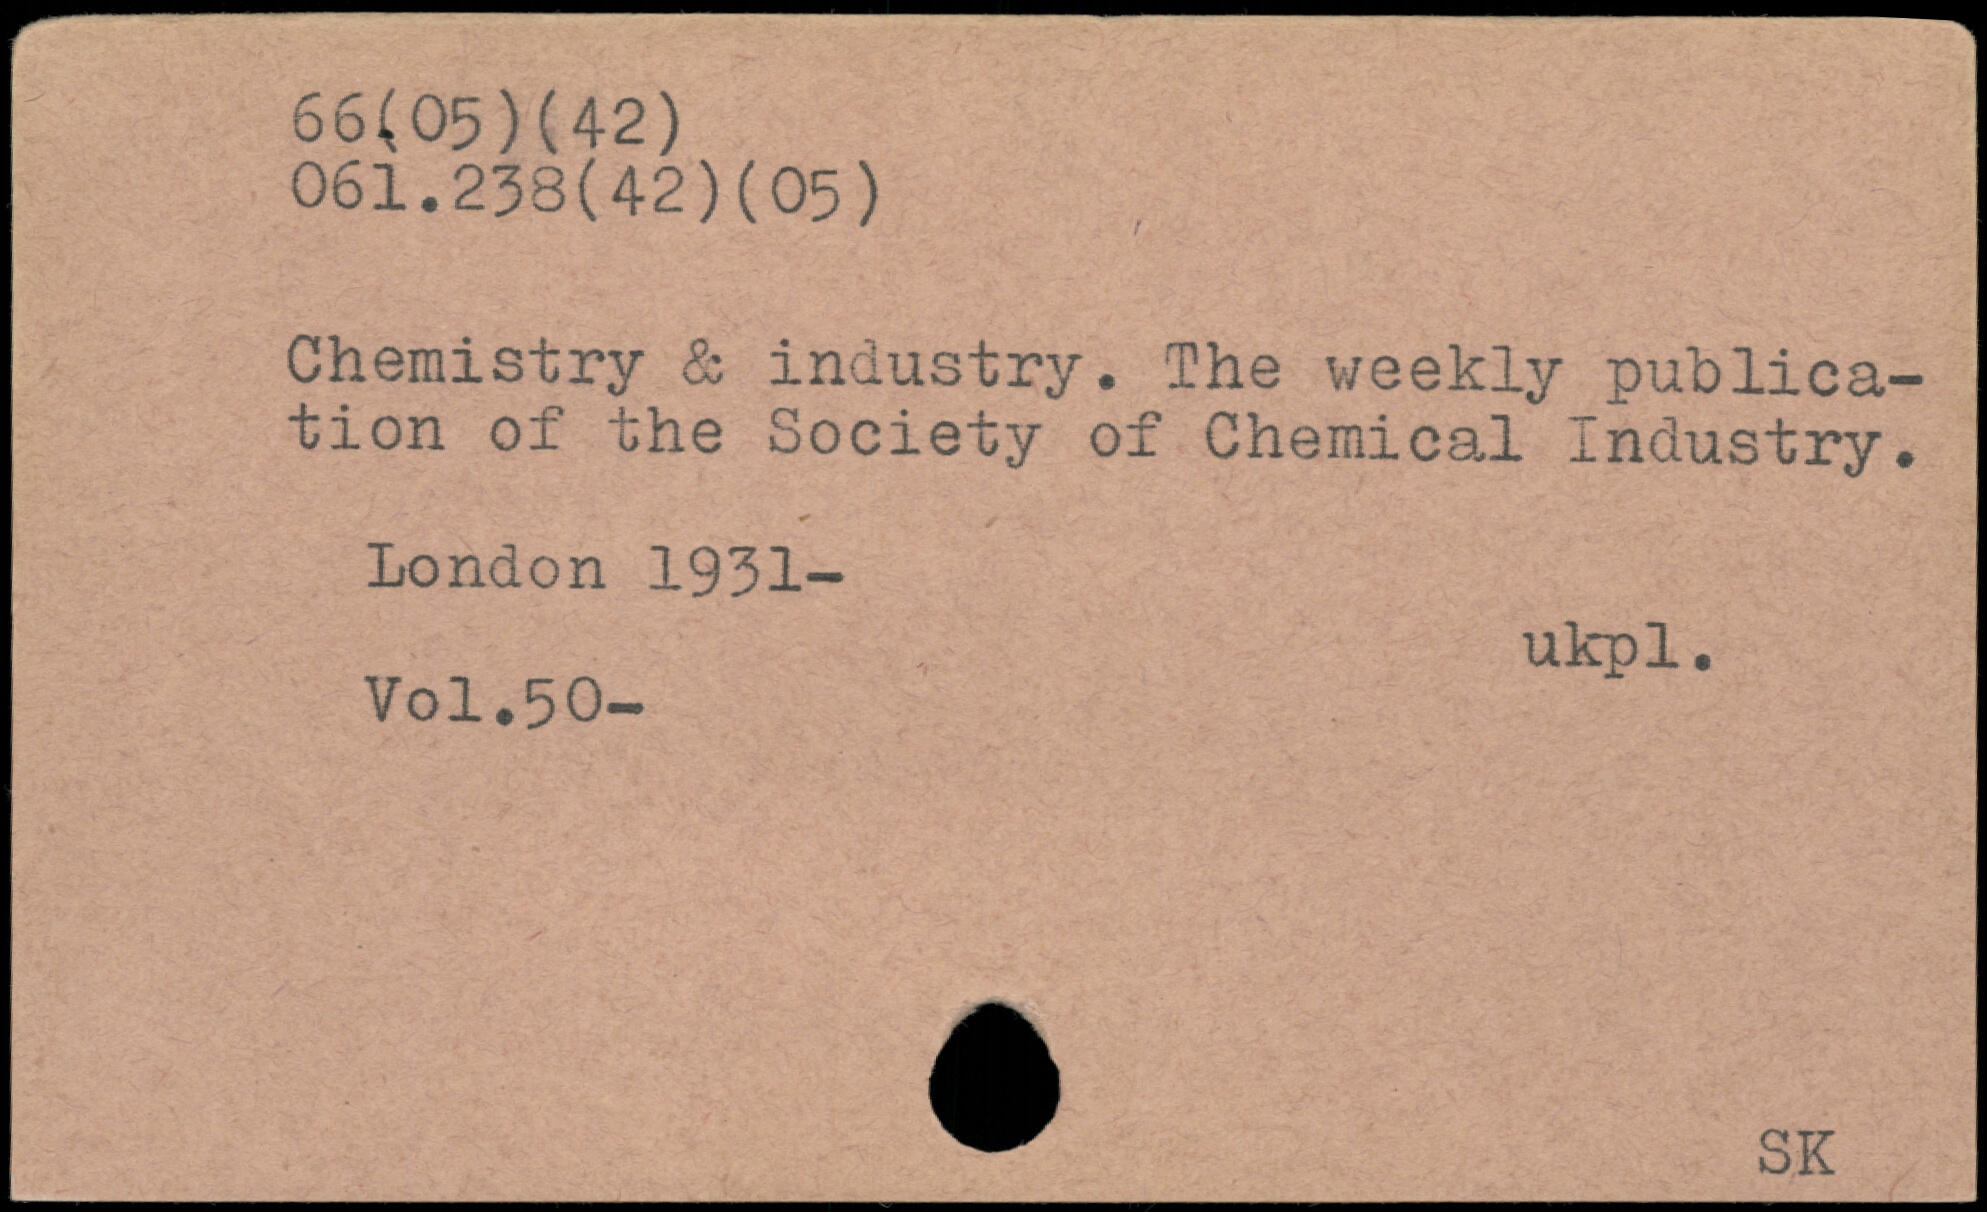 66(05)(42)
061.238(42)(05)
Chemistry & industry. The weekly publica-
tion of the Society of Chemical Industry.
London 1931-
ukpl.
Vol.50-
SK